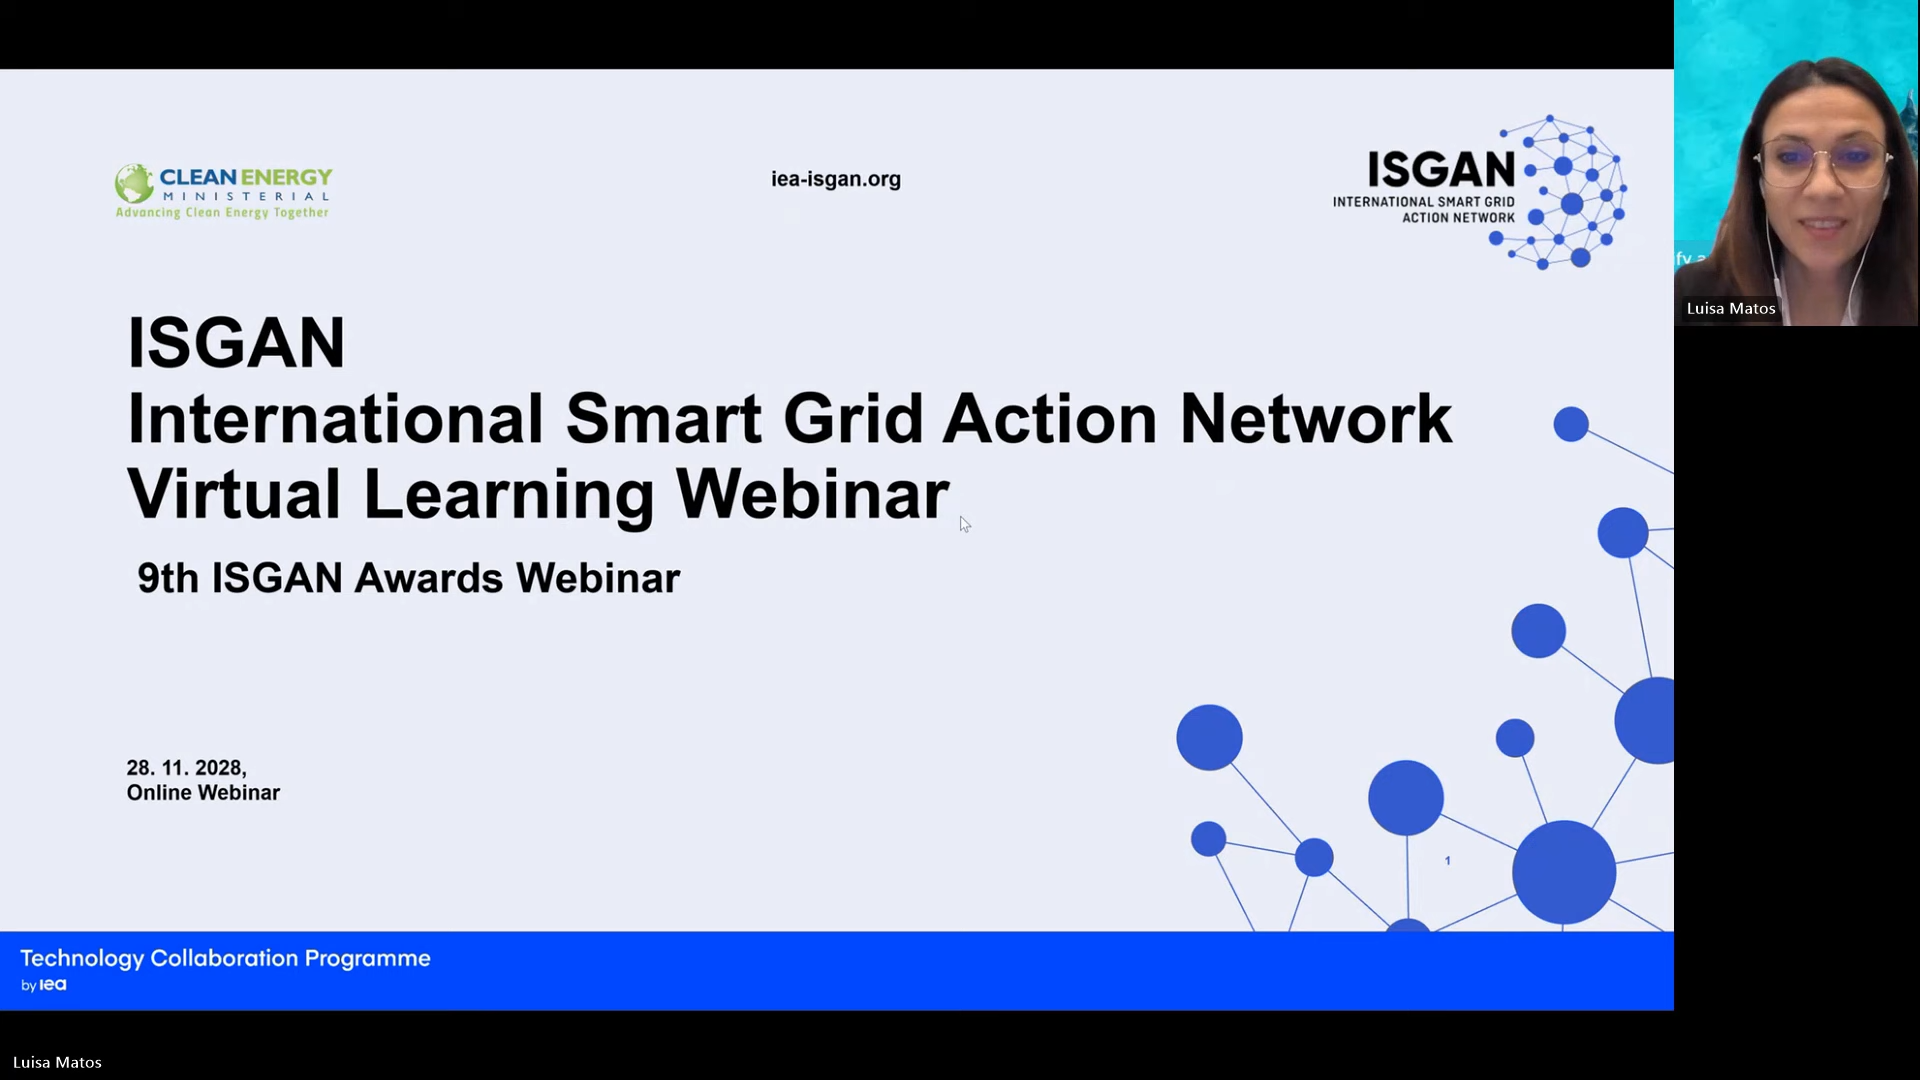 CLEAN ENERGY
MINISTERIAL
Advancing Clean Energy Together
iea-isgan.org
ISGAN
INTERNATIONAL SMART GRID
ACTION NETWORK
ISGAN
International Smart Grid Action Network
Virtual Learning Webinar
9th ISGAN Awards Webinar
28. 11. 2028,
Online Webinar
1
Technology Collaboration Programme
by iea
Luisa Matos
Luisa Matos